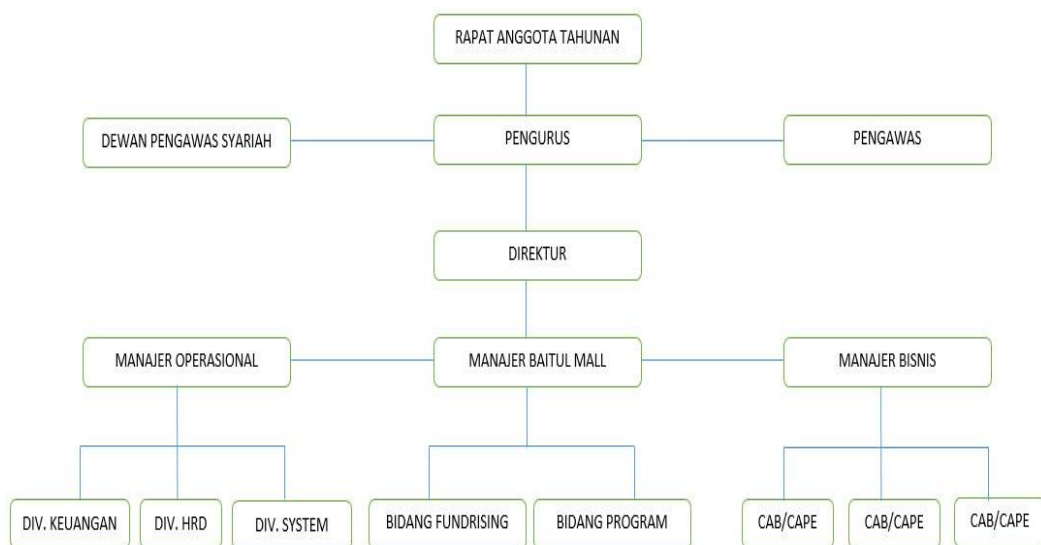 RAPAT ANGGOTA TAHUNAN
DEWAN PENGAWAS SYARIAH
PENGURUS
PENGAWAS
DIREKTUR
MANAJER OPERASIONAL
MANAJER BAITUL MALL
MANAJER BISNIS
DIV. KEUANGAN
DIV. HRD
DIV. SYSTEM
BIDANG FUNDRISING
BIDANG PROGRAM
CAB/CAPE
CAB/CAPE
CAB/CAPE